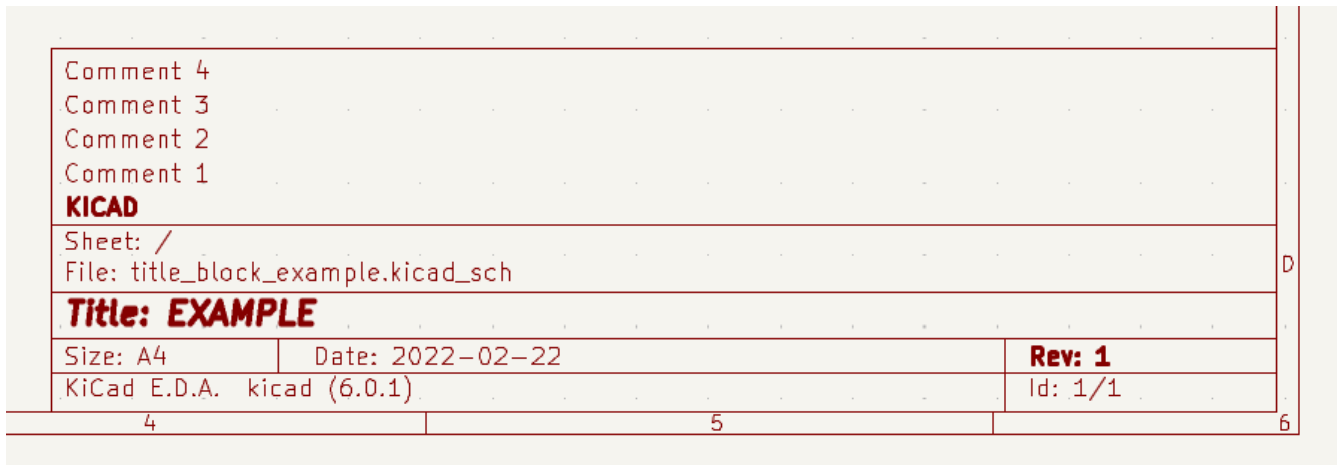 Comment 4
Comment 3
Comment 2
Comment 1
KICAD
Sheet: /
File: title_block_example.kicad_sch
D
Title: EXAMPLE
Size: A4 Date: 2022-02-22 Rev: 1
KiCad E.D.A. kicad (6.0.1) Id: 1/1
4 5 6